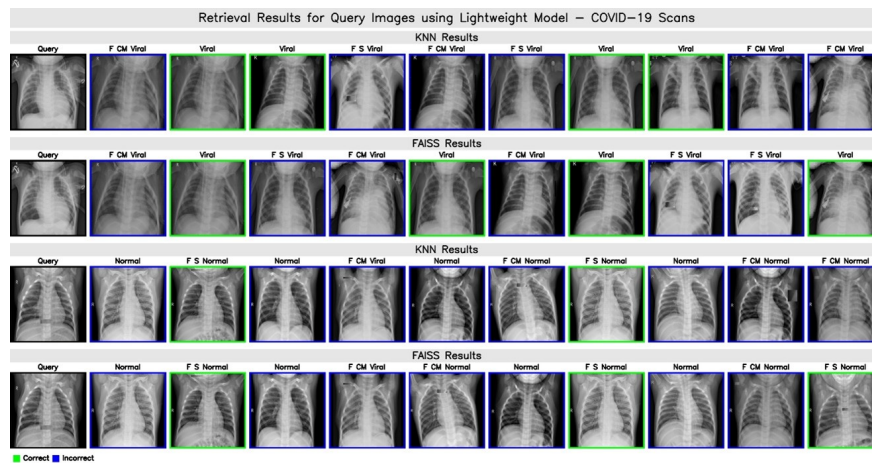 Retrieval Results for Query Images using Lightweight Model - COVID-19 Scans
KNN Results
Query F CM Viral Viral Viral F S Viral F CM Viral F S Viral Viral Viral F CM Viral F CM Viral
FAISS Results
Query F CM Viral Viral F S Viral F CM Viral Viral F CM Viral Viral F S Viral F S Viral Viral
KNN Results
Query Normal F S Normal Normal F CM Viral Normal F CM Normal F S Normal Normal F CM Normal F CM Normal
FAISS Results
Query Normal F S Normal Normal F CM Viral F CM Normal Normal F S Normal Normal F CM Normal F S Normal
Correct Incorrect